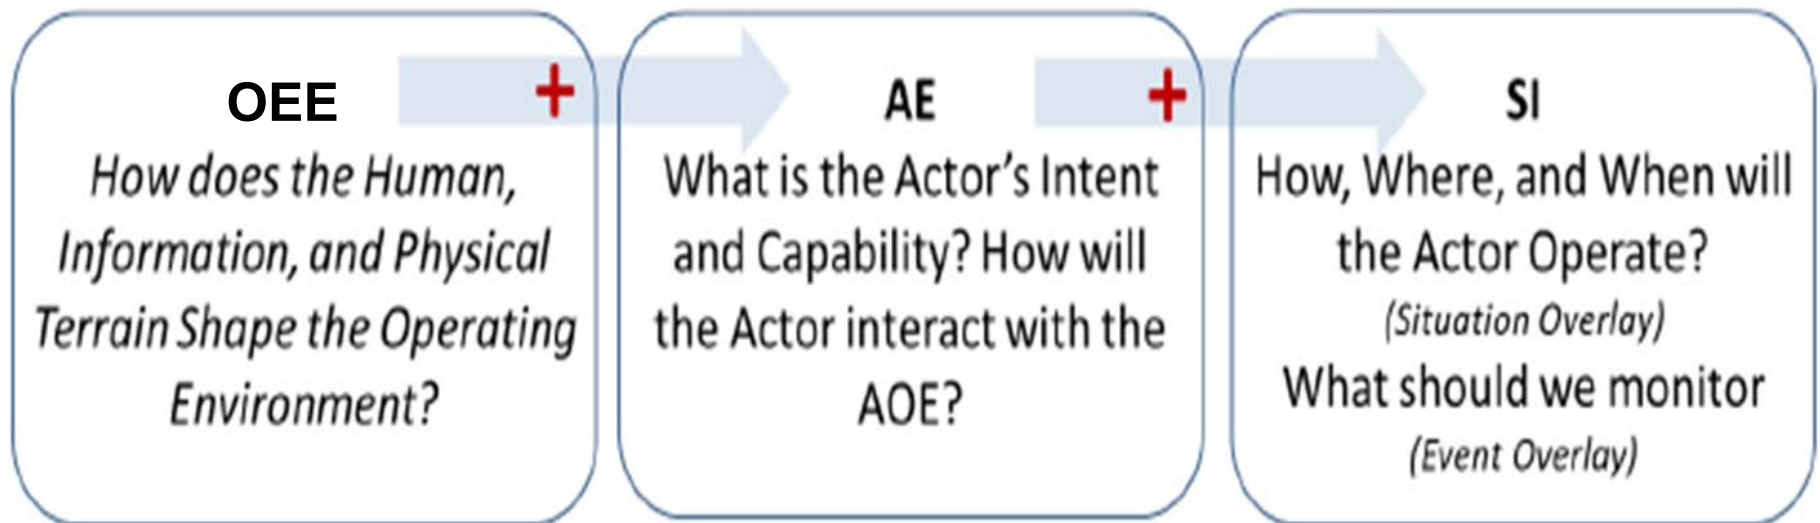 OEE
How does the Human,
Information, and Physical
Terrain Shape the Operating
Environment?
+
AE
What is the Actor’s Intent
and Capability? How will
the Actor interact with the
AOE?
+
SI
How, Where, and When will
the Actor Operate?
(Situation Overlay)
What should we monitor
(Event Overlay)